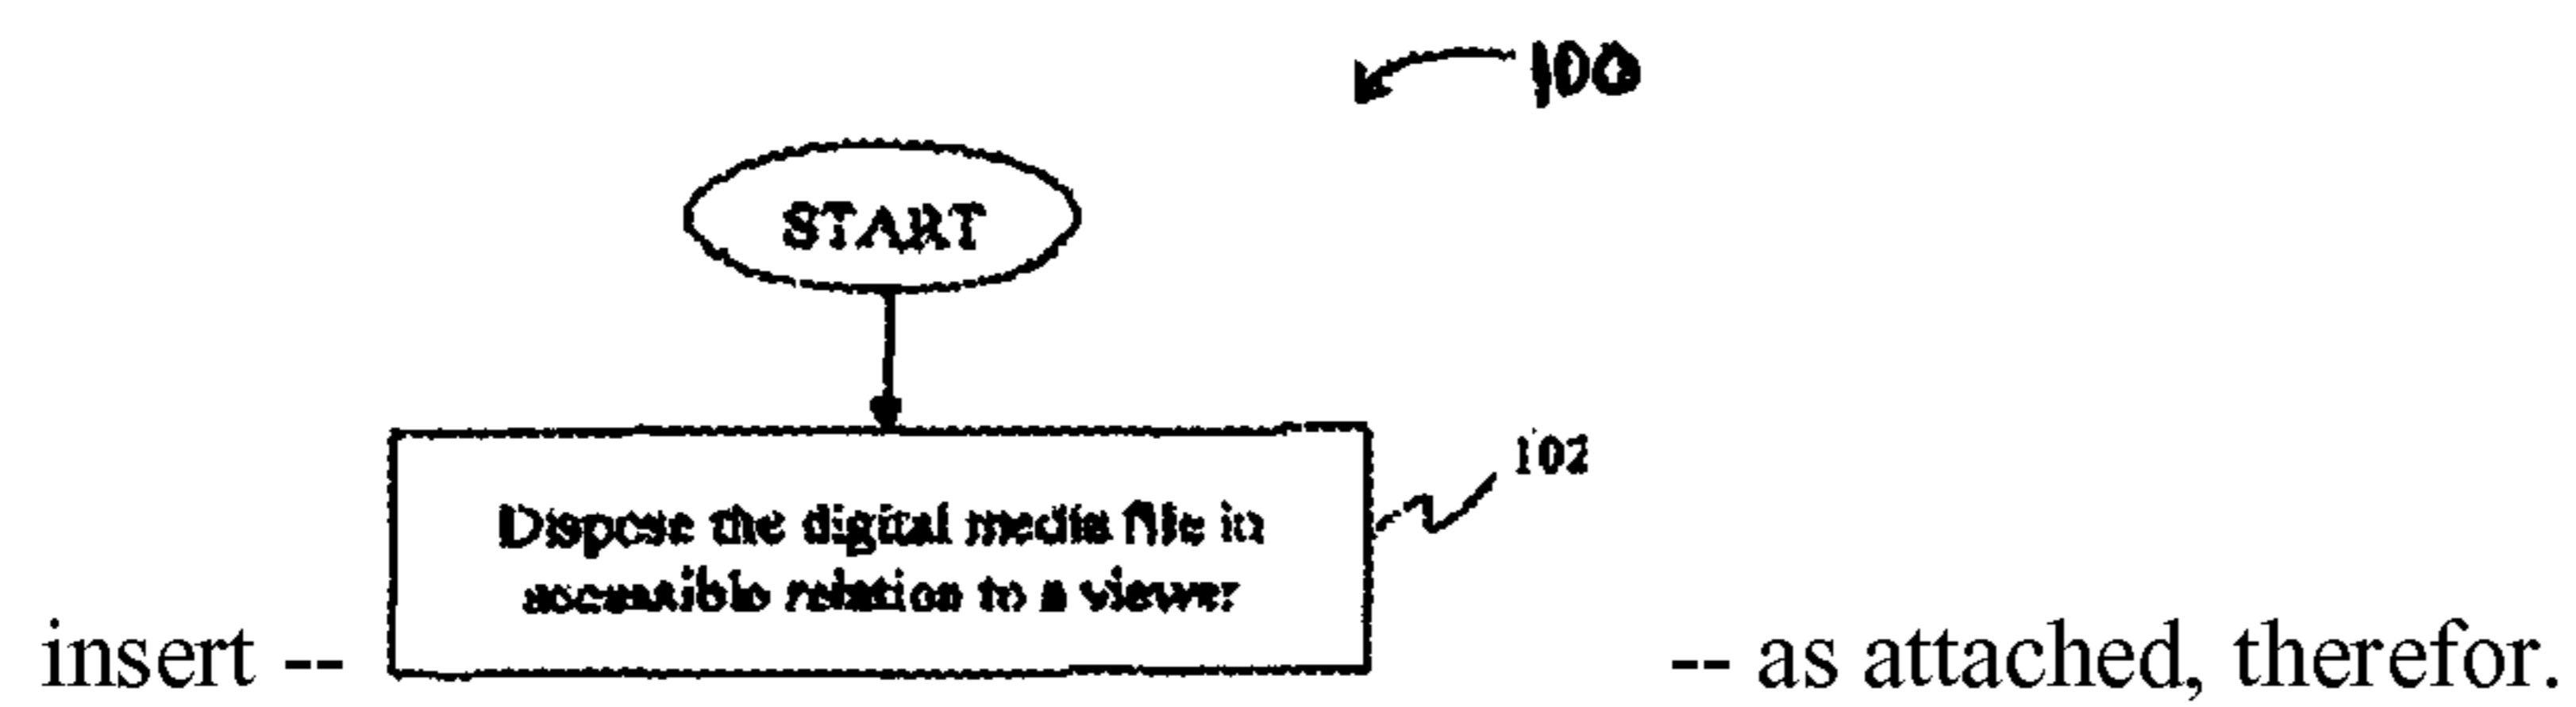 100
START
102
Dispose the digital media file in
accessible relation to a viewer
insert -- -- as attached, therefor.